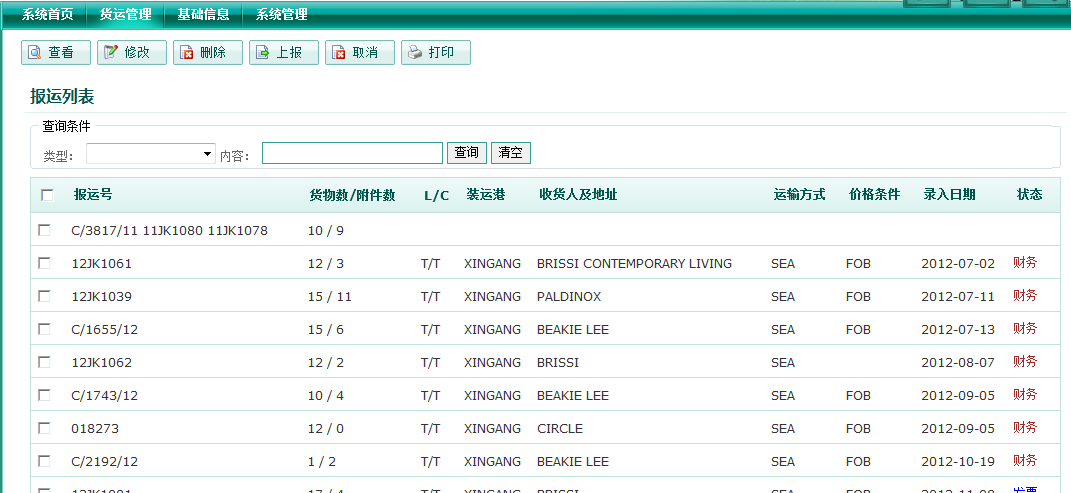 系统首页 货运管理 基础信息 系统管理
查看 修改 删除 上报 取消 打印
报运列表
查询条件
类型: 内容: 查询 清空
报运号 货物数/附件数 L/C 装运港 收货人及地址 运输方式 价格条件 录入日期 状态
C/3817/11 11JK1080 11JK1078 10 / 9
12JK1061 12 / 3 T/T XINGANG BRISSI CONTEMPORARY LIVING SEA FOB 2012-07-02 财务
12JK1039 15 / 11 T/T XINGANG PALDINOX SEA FOB 2012-07-11 财务
C/1655/12 15 / 6 T/T XINGANG BEAKIE LEE SEA FOB 2012-07-13 财务
12JK1062 12 / 2 T/T XINGANG BRISSI SEA 2012-08-07 财务
C/1743/12 10 / 4 T/T XINGANG BEAKIE LEE SEA FOB 2012-09-05 财务
018273 12 / 0 T/T XINGANG CIRCLE SEA FOB 2012-09-05 财务
C/2192/12 1 / 2 T/T XINGANG BEAKIE LEE SEA FOB 2012-10-19 财务
T/T XINGANG BRISSI SEA FOB 发票